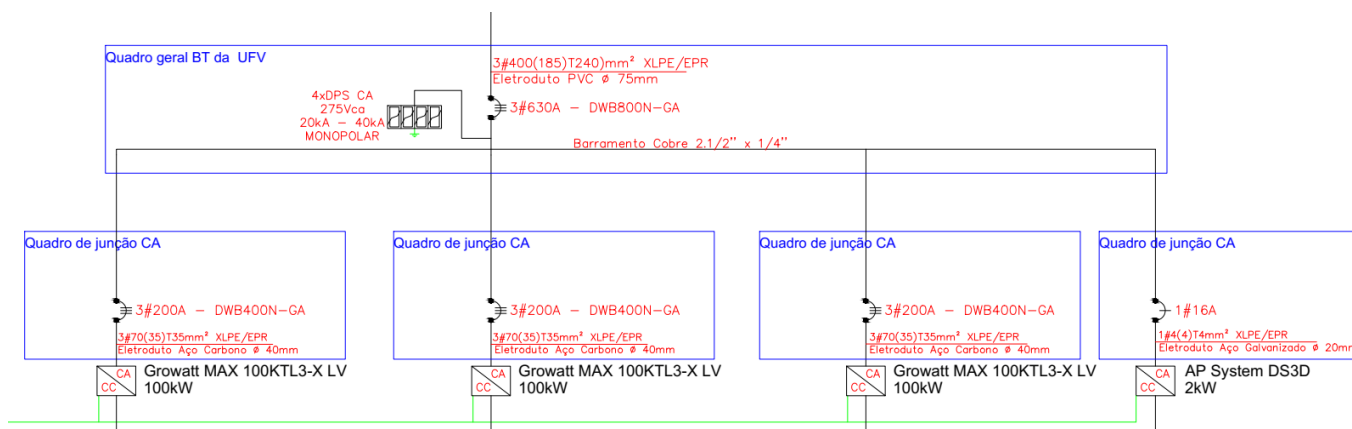 Quadro geral BT da UFV
3#400(185)T240)mm² XLPE/EPR
Eletroduto PVC ø 75mm
4xDPS CA
275Vca
20kA - 40kA
MONOPOLAR
3#630A - DWB800N-GA
Barramento Cobre 2.1/2" x 1/4"
Quadro de junção CA
3#200A - DWB400N-GA
3#70(35)T35mm² XLPE/EPR
Eletroduto Aço Carbono ø 40mm
CA
CC
Growatt MAX 100KTL3-X LV
100kW
Quadro de junção CA
3#200A - DWB400N-GA
3#70(35)T35mm² XLPE/EPR
Eletroduto Aço Carbono ø 40mm
CA
CC
Growatt MAX 100KTL3-X LV
100kW
Quadro de junção CA
3#200A - DWB400N-GA
3#70(35)T35mm² XLPE/EPR
Eletroduto Aço Carbono ø 40mm
CA
CC
Growatt MAX 100KTL3-X LV
100kW
Quadro de junção CA
1#16A
1#4(4)T4mm² XLPE/EPR
Eletroduto Aço Galvanizado ø 20mm
CA
CC
AP System DS3D
2kW